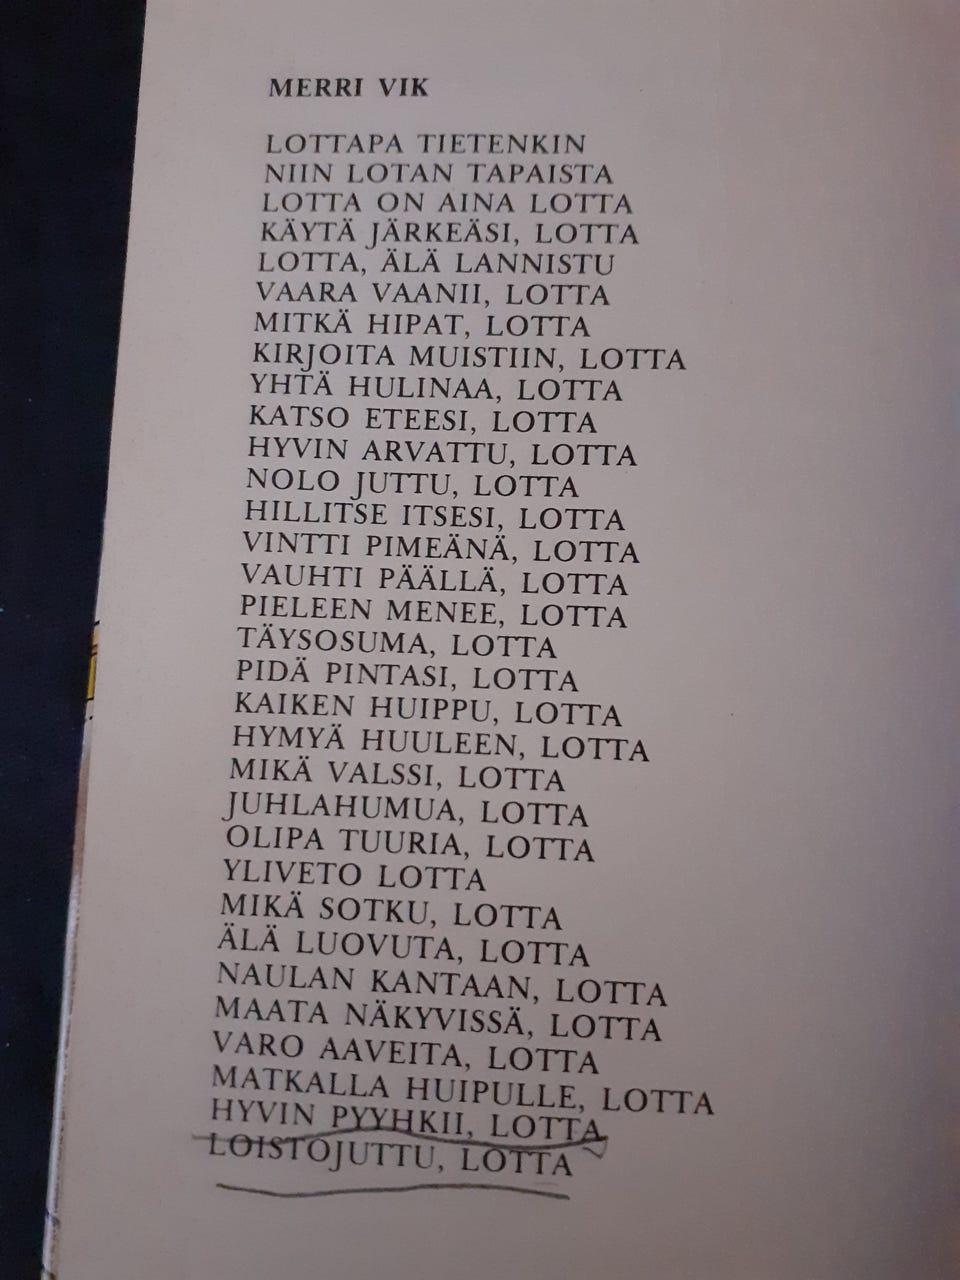 MERRI VIK
LOTTAPA TIETENKIN
NIIN LOTAN TAPAISTA
LOTTA ON AINA LOTTA
KÄYTÄ JÄRKEÄSI, LOTTA
LOTTA, ÄLÄ LANNISTU
VAARA VAANII, LOTTA
MITKÄ HIPAT, LOTTA
KIRJOITA MUISTIIN, LOTTA
YHTÄ HULINAA, LOTTA
KATSO ETEESI, LOTTA
HYVIN ARVATTU, LOTTA
NOLO JUTTU, LOTTA
HILLITSE ITSESI, LOTTA
VINTTI PIMEÄNÄ, LOTTA
VAUHTI PÄÄLLÄ, LOTTA
PIELEEN MENEE, LOTTA
TÄYSOSUMA, LOTTA
PIDÄ PINTASI, LOTTA
KAIKEN HUIPPU, LOTTA
HYMYÄ HUULEEN, LOTTA
MIKÄ VALSSI, LOTTA
JUHLAHUMUA, LOTTA
OLIPA TUURIA, LOTTA
YLIVETO LOTTA
MIKÄ SOTKU, LOTTA
ÄLÄ LUOVUTA, LOTTA
NAULAN KANTAAN, LOTTA
MAATA NÄKYVISSÄ, LOTTA
VARO AAVEITA, LOTTA
MATKALLA HUIPULLE, LOTTA
HYVIN PYYHKII, LOTTA
LOISTOJUTTU, LOTTA